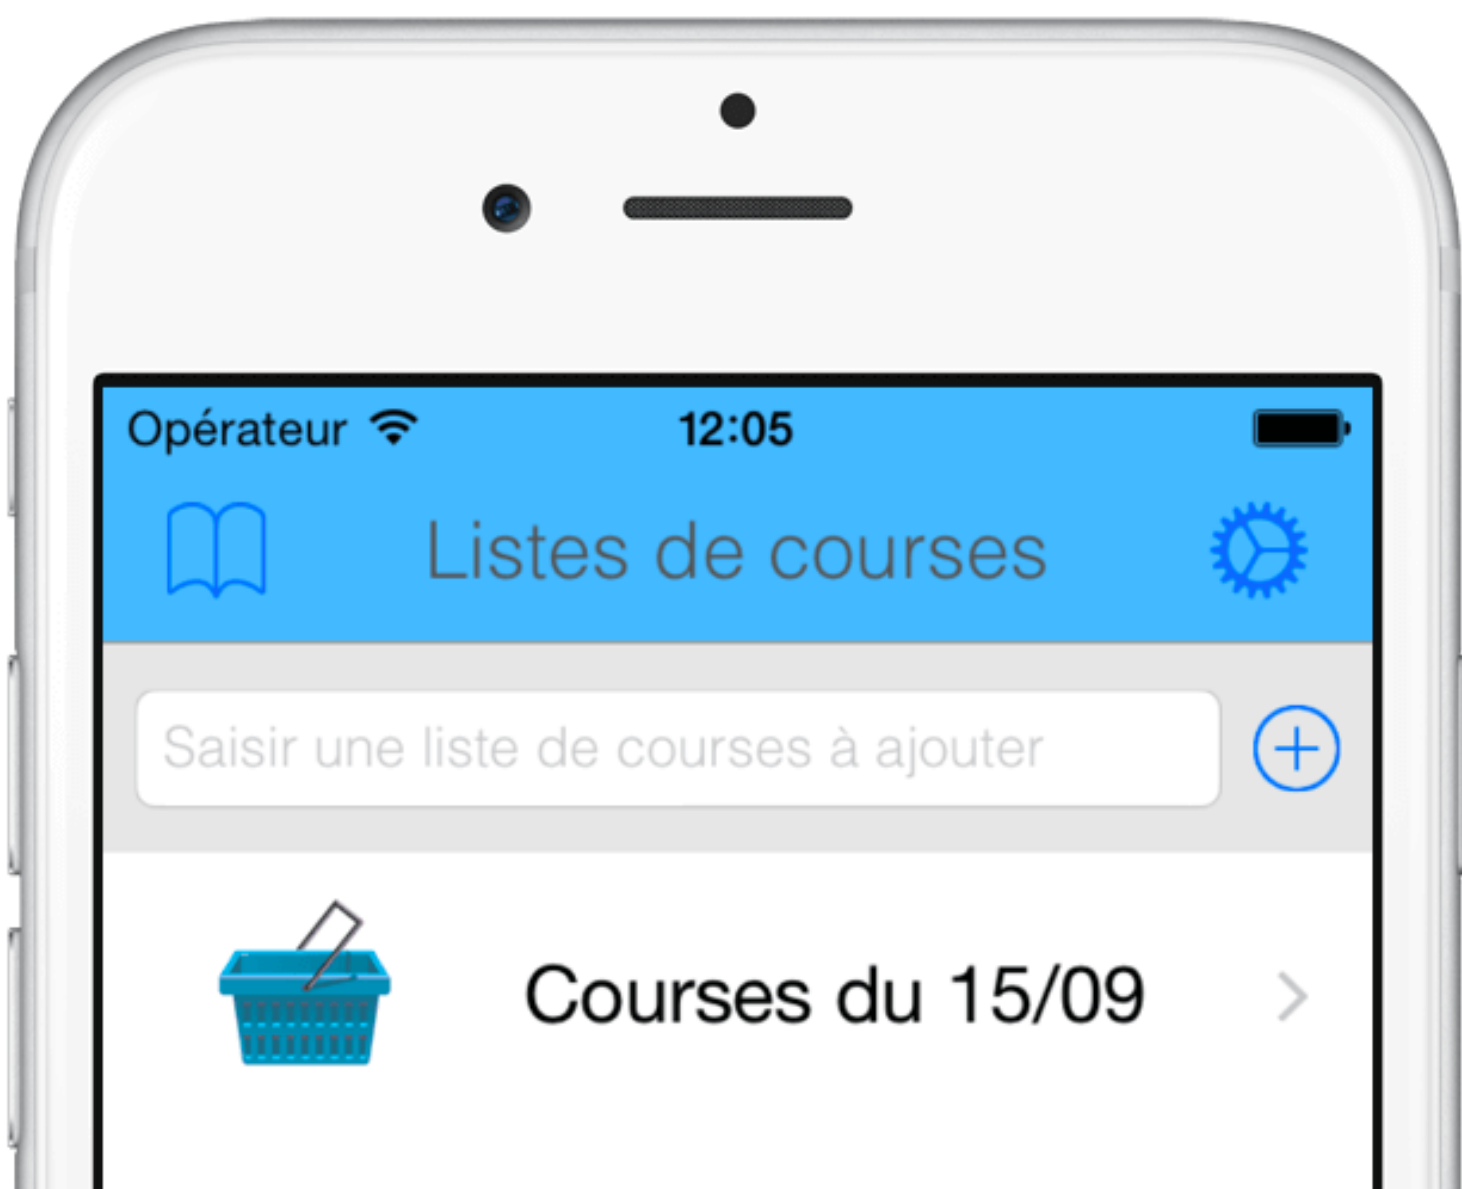 Opérateur 12:05
Listes de courses
Saisir une liste de courses à ajouter
Courses du 15/09